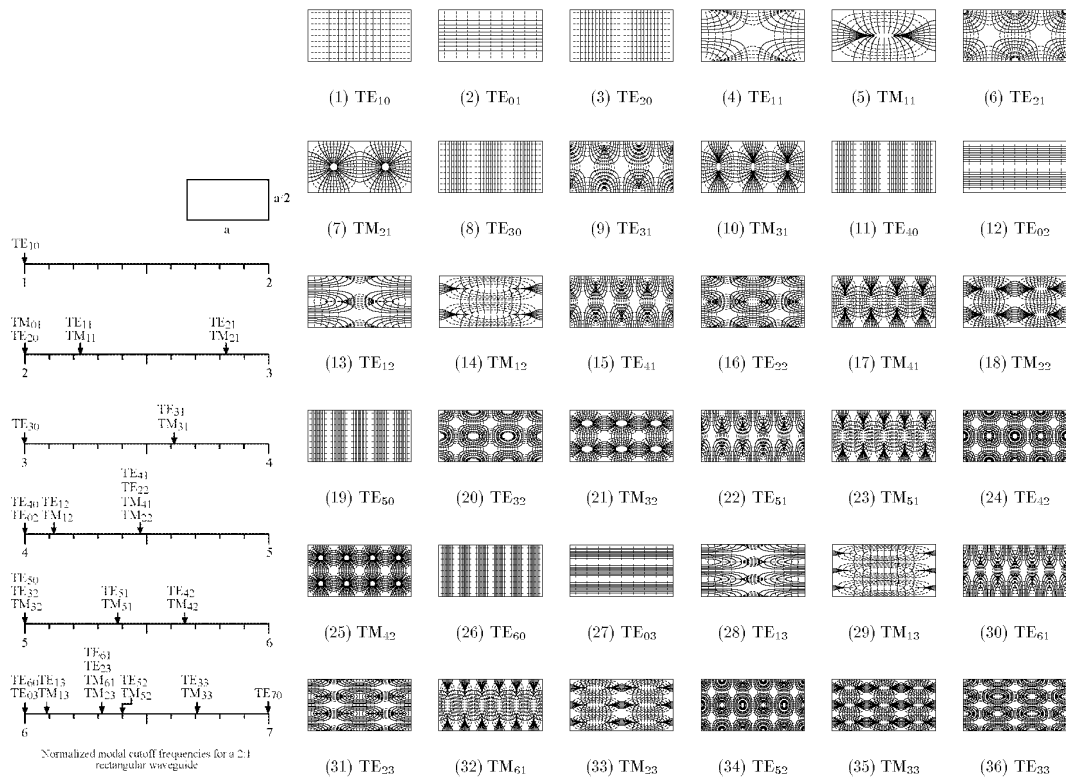 (1) TE₁₀ (2) TE₀₁ (3) TE₂₀ (4) TE₁₁ (5) TM₁₁ (6) TE₂₁
(7) TM₂₁ (8) TE₃₀ (9) TE₃₁ (10) TM₃₁ (11) TE₄₀ (12) TE₀₂
(13) TE₁₂ (14) TM₁₂ (15) TE₄₁ (16) TE₂₂ (17) TM₄₁ (18) TM₂₂
(19) TE₅₀ (20) TE₃₂ (21) TM₃₂ (22) TE₅₁ (23) TM₅₁ (24) TE₄₂
(25) TM₄₂ (26) TE₆₀ (27) TE₀₃ (28) TE₁₃ (29) TM₁₃ (30) TE₆₁
(31) TE₂₃ (32) TM₆₁ (33) TM₂₃ (34) TE₅₂ (35) TM₃₃ (36) TE₃₃
a/2
a
TE₁₀
1 2
TM₀₁ TE₁₁ TE₂₁
TE₂₀ TM₁₁ TM₂₁
2 3
TE₃₁
TE₃₀ TM₃₁
3 4
TE₄₁
TE₂₂
TE₄₀ TE₁₂ TM₄₁
TE₀₂ TM₁₂ TM₂₂
4 5
TE₅₀
TE₃₂ TE₅₁ TE₄₂
TM₃₂ TM₅₁ TM₄₂
5 6
TE₆₁
TE₂₃
TE₆₀ TE₁₃ TM₆₁ TE₅₂ TE₃₃
TE₀₃ TM₁₃ TM₂₃ TM₅₂ TM₃₃ TE₇₀
6 7
Normalized modal cutoff frequencies for a 2:1
rectangular waveguide